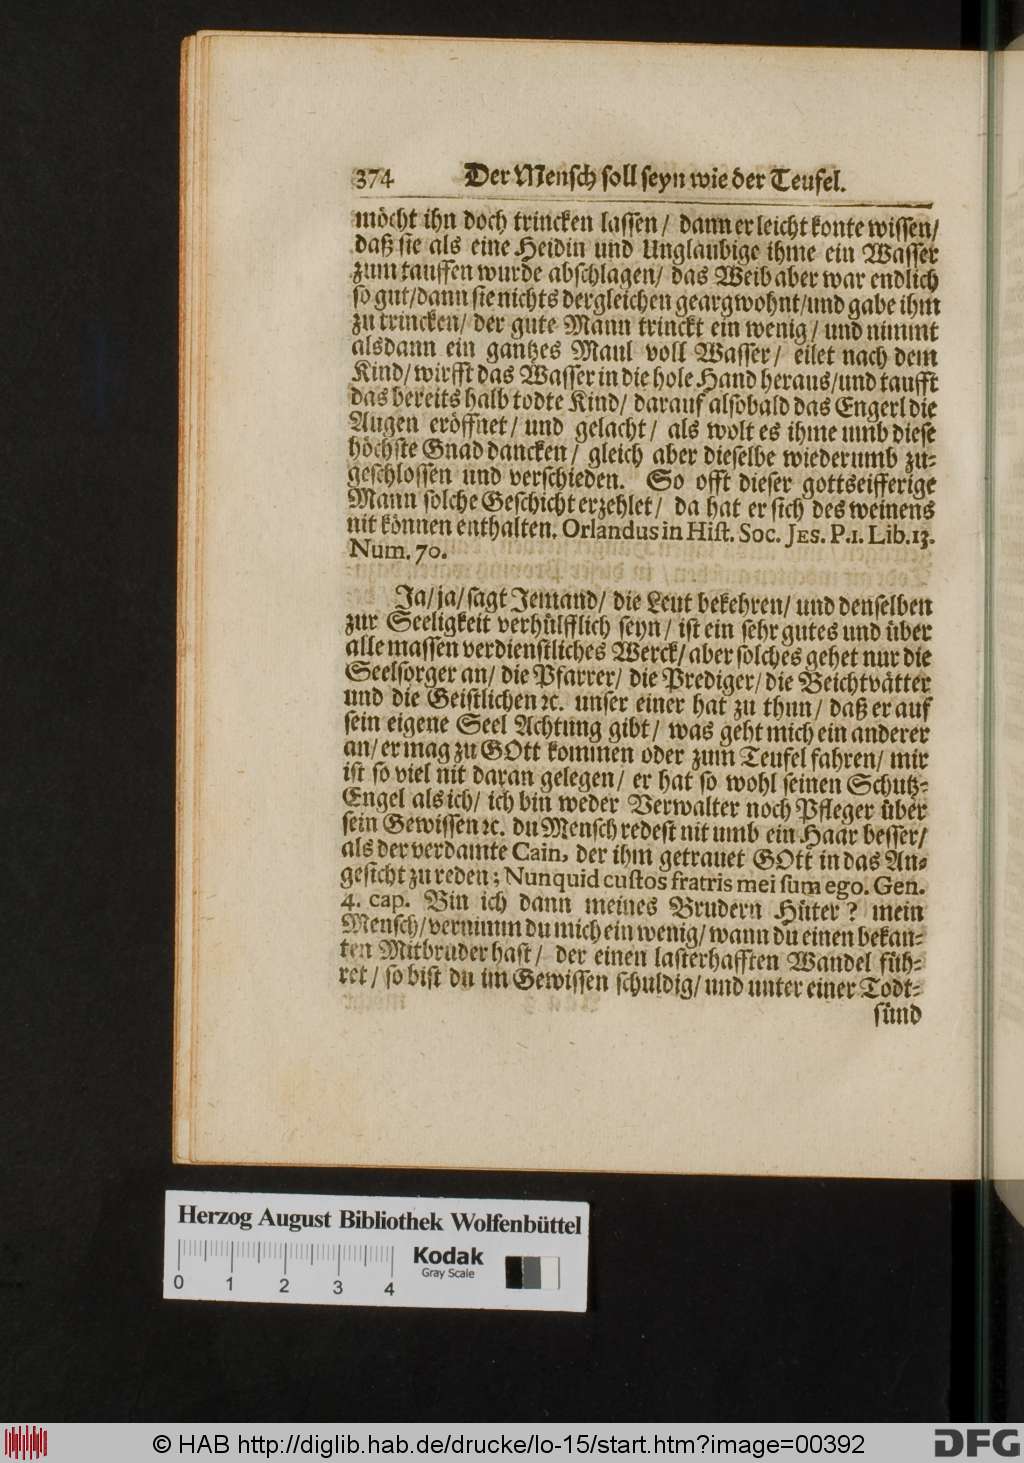 374 Der Mensch soll seyn wie der Teufel.
möcht ihn doch trincken lassen / dann er leicht konte wissen /
daß sie als eine Heidin und Unglaubige ihme ein Wasser
zum tauffen wurde abschlagen / das Weib aber war endlich
so gut / dann sie nichts dergleichen geargwohnt / und gabe ihm
zu trincken / der gute Mann trinckt ein wenig / und nimmt
alsdann ein gantzes Maul voll Wasser / eilet nach dem
Kind / wirfft das Wasser in die hole Hand heraus / und taufft
das bereits halb todte Kind / darauf alsobald das Engerl die
Augen eröffnet / und gelacht / als wolt es ihme umb diese
höchste Gnad dancken / gleich aber dieselbe wiederumb zu-
geschlossen und verschieden. So offt dieser gottseifferige
Mann solche Geschicht erzehlet / da hat er sich des weinens
nit können enthalten. Orlandus in Hist. Soc. JES. P.1. Lib.13.
Num. 70.
Ja / ja / sagt Jemand / die Leut bekehren / und denselben
zur Seeligkeit verhülfflich seyn / ist ein sehr gutes und über
alle massen verdienstliches Werck / aber solches gehet nur die
Seelsorger an / die Pfarrer / die Prediger / die Beichtvätter
und die Geistlichen ꝛc. unser einer hat zu thun / daß er auf
sein eigene Seel Achtung gibt / was geht mich ein anderer
an / er mag zu GOtt kommen oder zum Teufel fahren / mir
ist so viel nit daran gelegen / er hat so wohl seinen Schutz-
Engel als ich / ich bin weder Verwalter noch Pfleger über
sein Gewissen ꝛc. du Mensch redest nit umb ein Haar besser /
als der verdamte Cain, der ihm getrauet GOtt in das An-
gesicht zu reden ; Nunquid custos fratris mei sum ego. Gen.
4. cap. Bin ich dann meines Brudern Hüter ? mein
Mensch / vernimm du mich ein wenig / wann du einen bekan-
ten Mitbruder hast / der einen lasterhafften Wandel füh-
ret / so bist du im Gewissen schuldig / und unter einer Todt-
sünd
Herzog August Bibliothek Wolfenbüttel
Kodak
Gray Scale
0 1 2 3 4
© HAB http://diglib.hab.de/drucke/lo-15/start.htm?image=00392
DFG